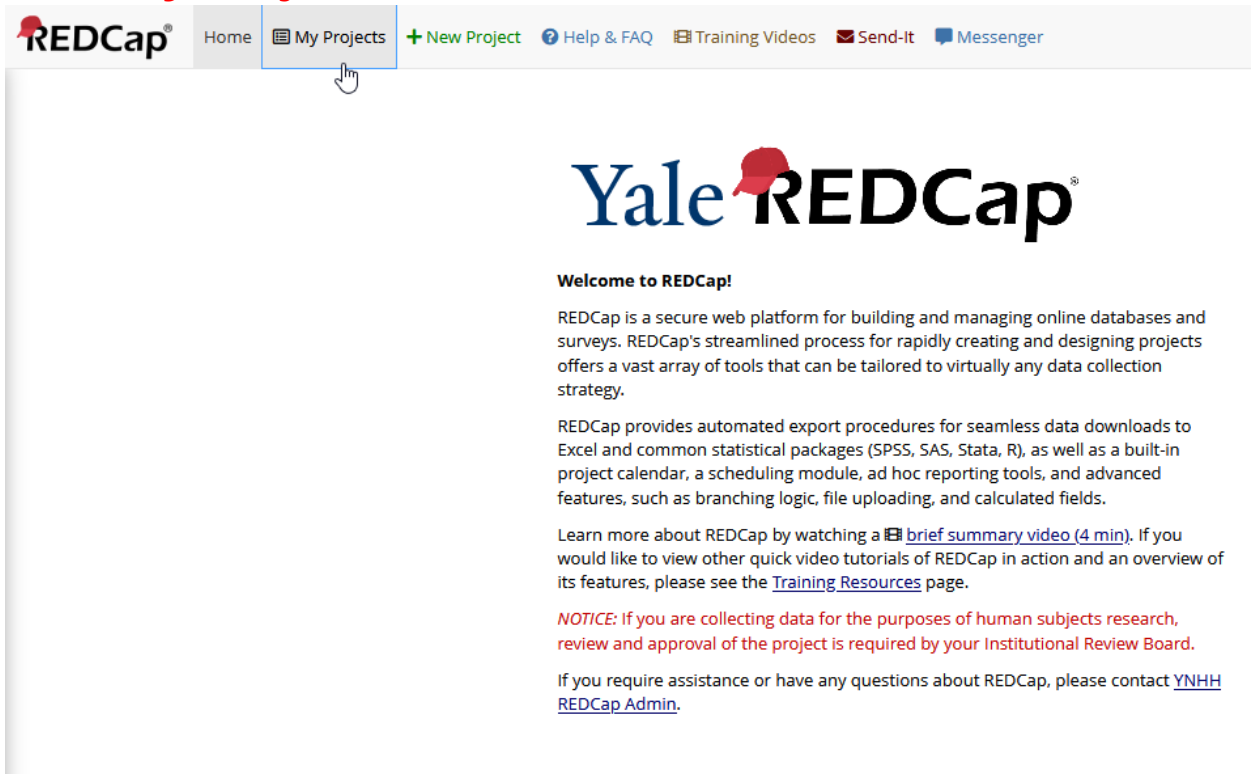 REDCap® Home My Projects + New Project Help & FAQ Training Videos Send-It Messenger
Yale REDCap®
Welcome to REDCap!
REDCap is a secure web platform for building and managing online databases and
surveys. REDCap's streamlined process for rapidly creating and designing projects
offers a vast array of tools that can be tailored to virtually any data collection
strategy.
REDCap provides automated export procedures for seamless data downloads to
Excel and common statistical packages (SPSS, SAS, Stata, R), as well as a built-in
project calendar, a scheduling module, ad hoc reporting tools, and advanced
features, such as branching logic, file uploading, and calculated fields.
Learn more about REDCap by watching a brief summary video (4 min). If you
would like to view other quick video tutorials of REDCap in action and an overview of
its features, please see the Training Resources page.
NOTICE: If you are collecting data for the purposes of human subjects research,
review and approval of the project is required by your Institutional Review Board.
If you require assistance or have any questions about REDCap, please contact YNHH
REDCap Admin.